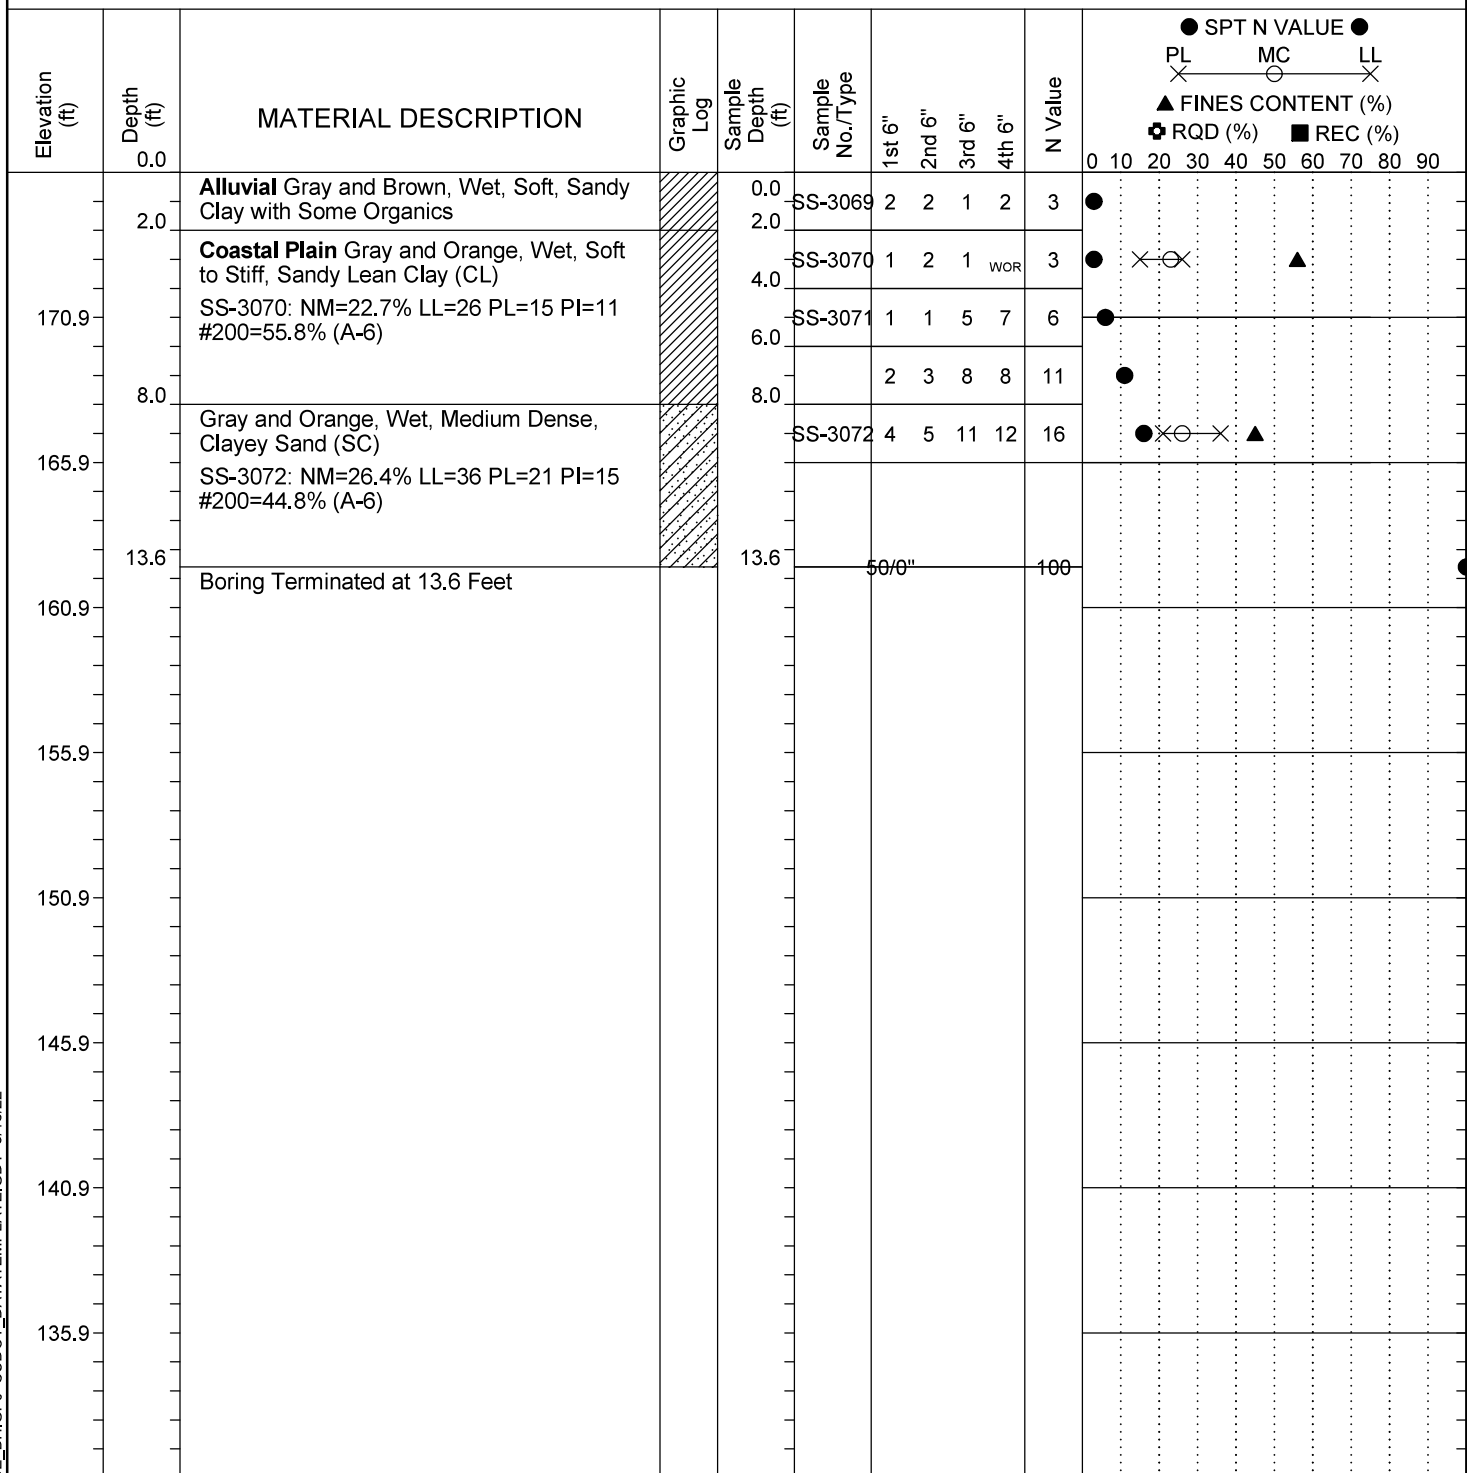 ● SPT N VALUE ●
PL MC LL
▲ FINES CONTENT (%)
RQD (%) ■ REC (%)
0 10 20 30 40 50 60 70 80 90
Elevation (ft)
Depth (ft)
0.0
MATERIAL DESCRIPTION
Graphic Log
Sample Depth (ft)
Sample No./Type
1st 6"
2nd 6"
3rd 6"
4th 6"
N Value
Alluvial Gray and Brown, Wet, Soft, Sandy
Clay with Some Organics
0.0
SS-3069 2 2 1 2 3
2.0
2.0
Coastal Plain Gray and Orange, Wet, Soft
to Stiff, Sandy Lean Clay (CL)
SS-3070 1 2 1 WOR 3
4.0
SS-3070: NM=22.7% LL=26 PL=15 PI=11
#200=55.8% (A-6)
170.9
SS-3071 1 1 5 7 6
6.0
2 3 8 8 11
8.0
8.0
Gray and Orange, Wet, Medium Dense,
Clayey Sand (SC)
SS-3072 4 5 11 12 16
165.9
SS-3072: NM=26.4% LL=36 PL=21 PI=15
#200=44.8% (A-6)
13.6
13.6
50/0" 100
Boring Terminated at 13.6 Feet
160.9
155.9
150.9
145.9
140.9
135.9